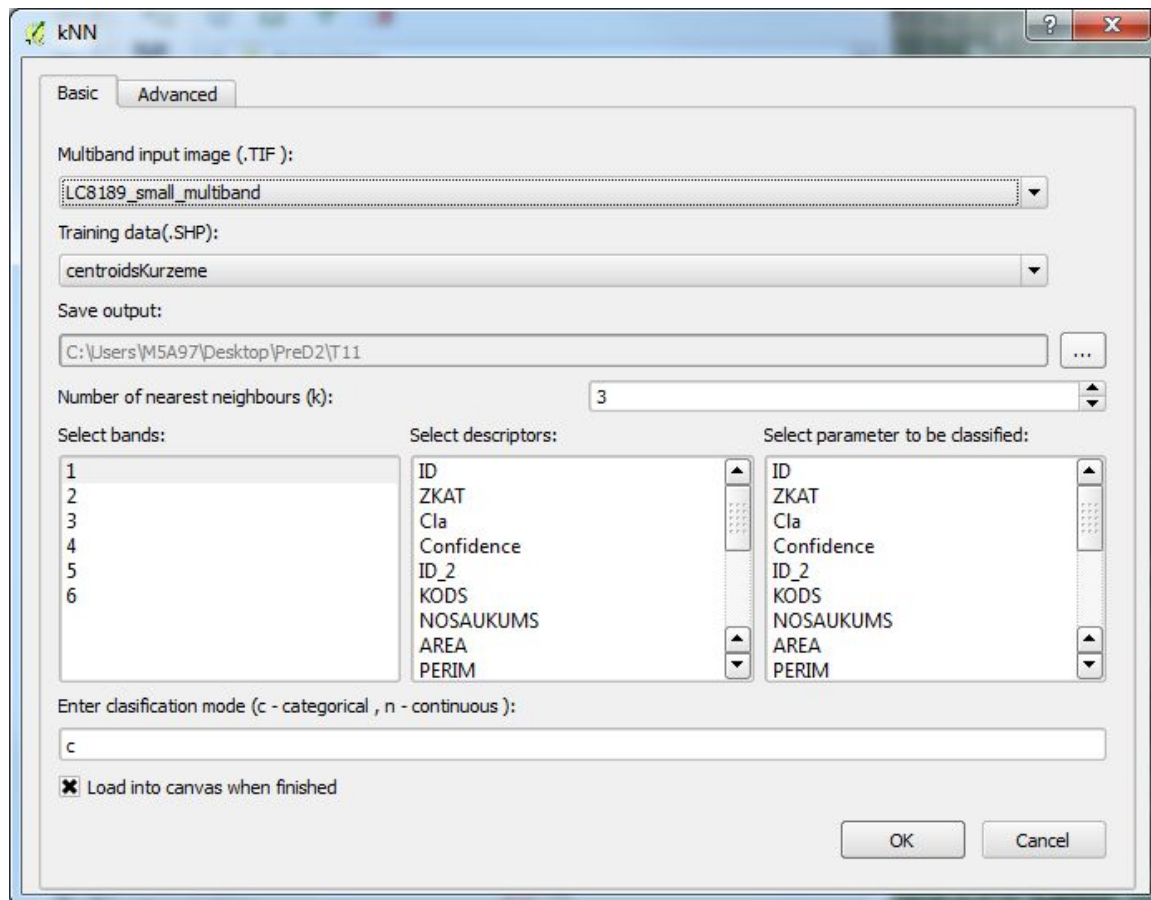 kNN
Basic
Advanced
Multiband input image (.TIF ):
LC8189_small_multiband
Training data(.SHP):
centroidsKurzeme
Save output:
C:\Users\M5A97\Desktop\PreD2\T11
...
Number of nearest neighbours (k):
3
Select bands:
1
2
3
4
5
6
Select descriptors:
ID
ZKAT
Cla
Confidence
ID_2
KODS
NOSAUKUMS
AREA
PERIM
Select parameter to be classified:
ID
ZKAT
Cla
Confidence
ID_2
KODS
NOSAUKUMS
AREA
PERIM
Enter clasification mode (c - categorical , n - continuous ):
c
Load into canvas when finished
OK
Cancel